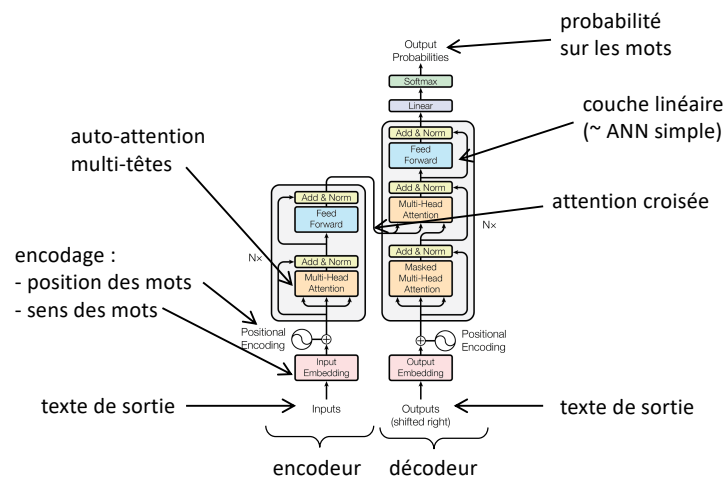 probabilité
sur les mots
Output
Probabilities
Softmax
Linear
couche linéaire
(~ ANN simple)
Add & Norm
Feed
Forward
auto-attention
multi-têtes
Add & Norm
Multi-Head
Attention
attention croisée
Add & Norm
Feed
Forward
N×
N×
Add & Norm
Masked
Multi-Head
Attention
encodage :
- position des mots
- sens des mots
Add & Norm
Multi-Head
Attention
Positional
Encoding
Positional
Encoding
Input
Embedding
Output
Embedding
texte de sortie
Inputs
Outputs
(shifted right)
texte de sortie
encodeur
décodeur